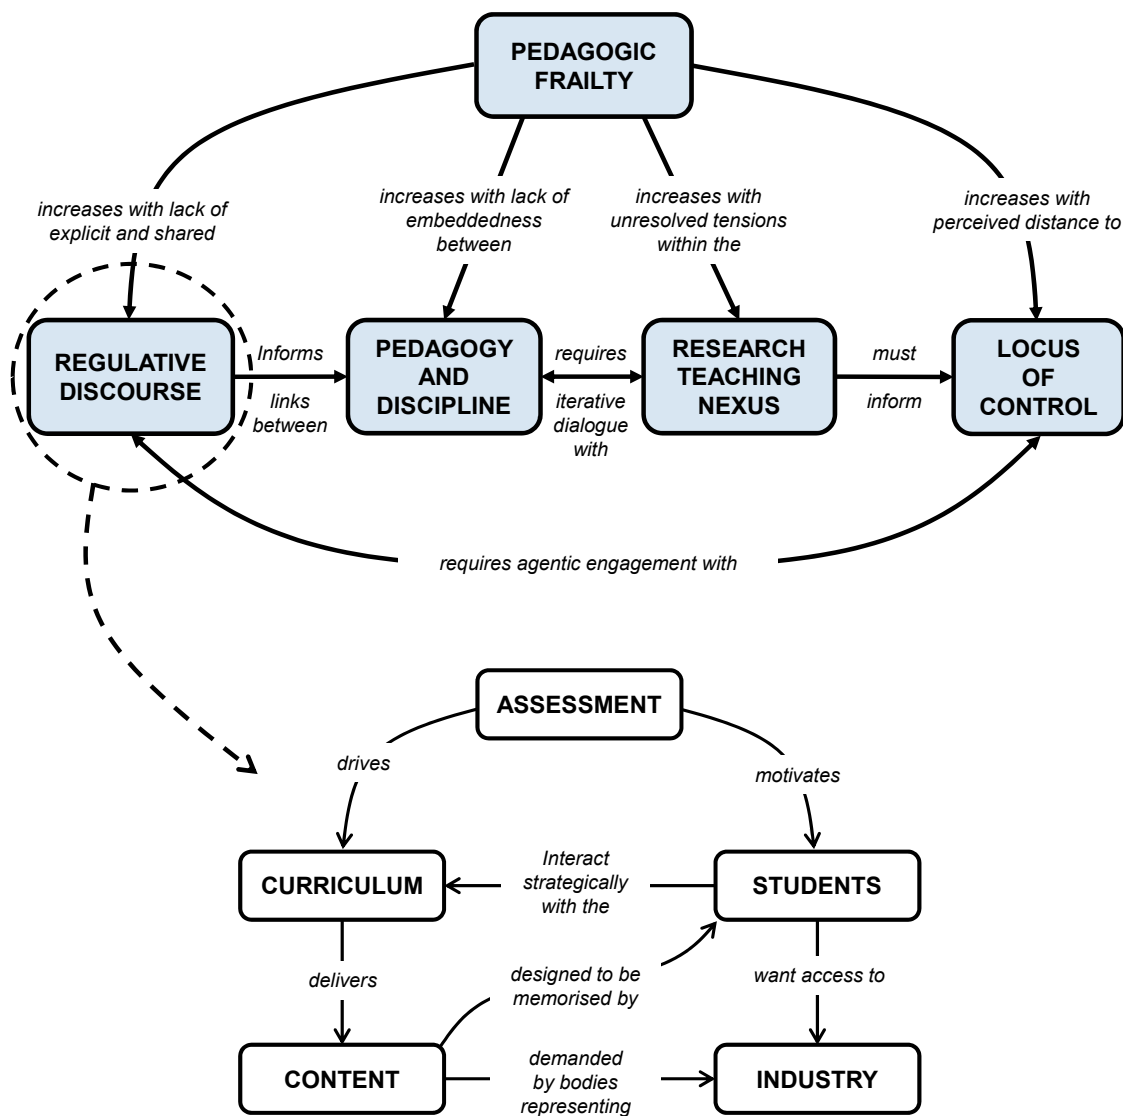 PEDAGOGIC
FRAILTY
increases with lack of
explicit and shared
increases with lack of
embeddedness
between
increases with
unresolved tensions
within the
increases with
perceived distance to
REGULATIVE
DISCOURSE
Informs
links
between
PEDAGOGY
AND
DISCIPLINE
requires
iterative
dialogue
with
RESEARCH
TEACHING
NEXUS
must
inform
LOCUS
OF
CONTROL
requires agentic engagement with
ASSESSMENT
drives
motivates
CURRICULUM
Interact
strategically
with the
STUDENTS
delivers
designed to be
memorised by
want access to
CONTENT
demanded
by bodies
representing
INDUSTRY